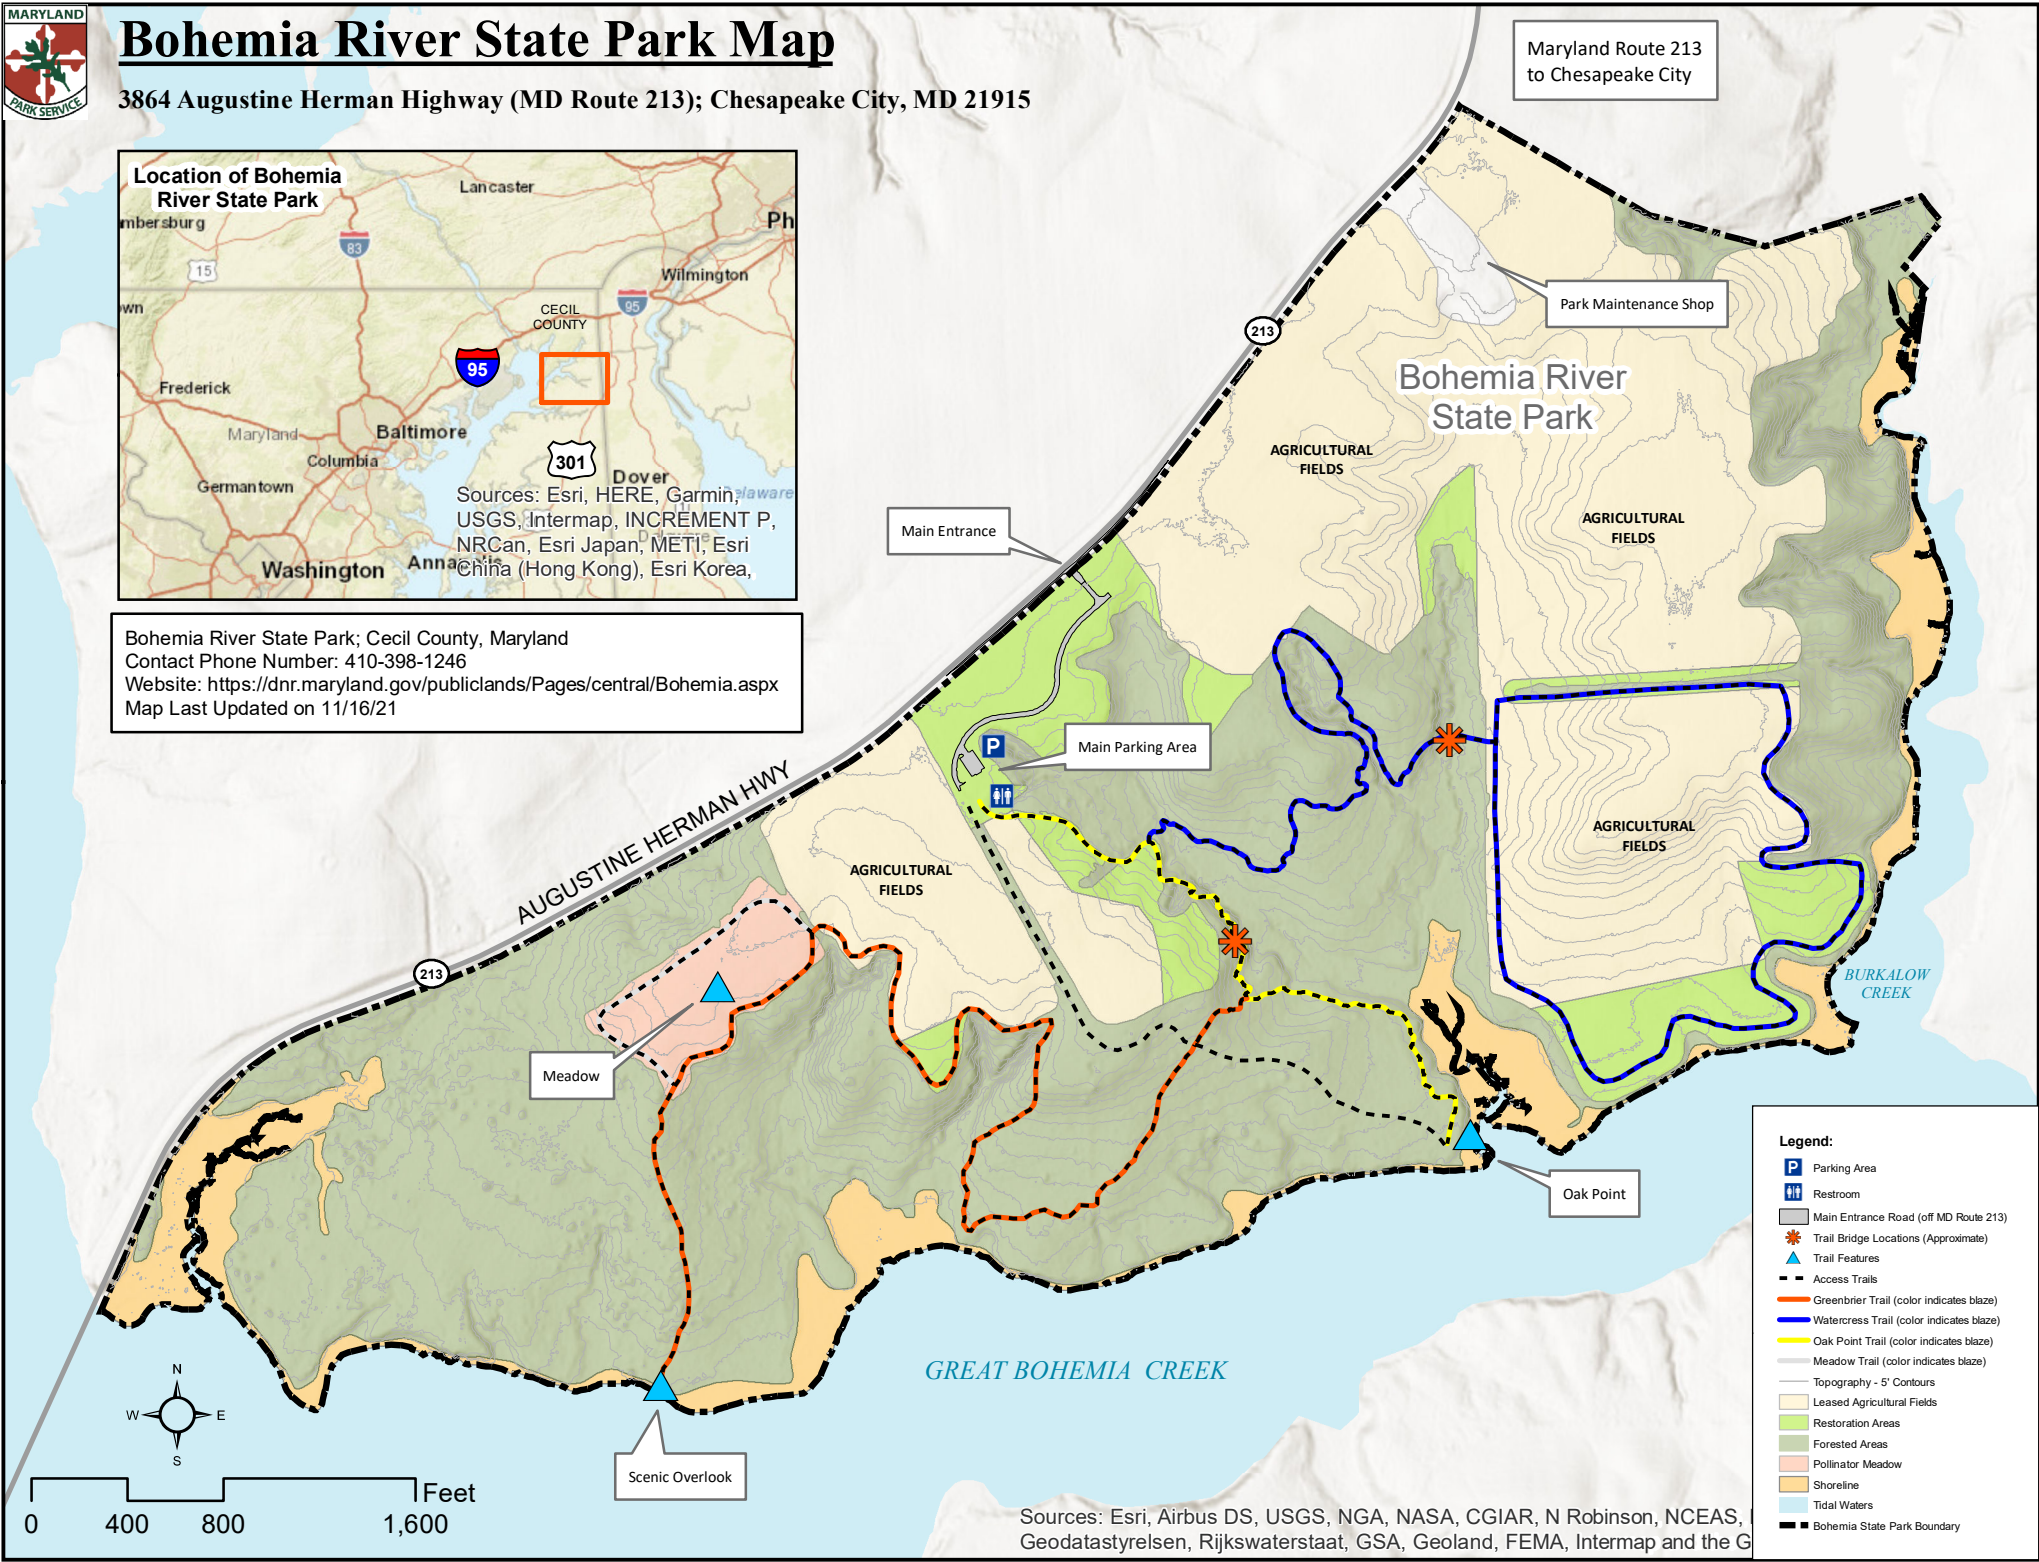 MARYLAND
PARK SERVICE
Bohemia River State Park Map
3864 Augustine Herman Highway (MD Route 213); Chesapeake City, MD 21915
Maryland Route 213
to Chesapeake City
Location of Bohemia
River State Park
Lancaster
mbersburg
Ph
83
15
Wilmington
own
CECIL
COUNTY
95
95
Frederick
Maryland
Baltimore
Columbia
301
Dover
Germantown
Delaware
Sources: Esri, HERE, Garmin,
USGS, Intermap, INCREMENT P,
NRCan, Esri Japan, METI, Esri
China (Hong Kong), Esri Korea,
Washington
Bohemia River State Park; Cecil County, Maryland
Contact Phone Number: 410-398-1246
Website: https://dnr.maryland.gov/publiclands/Pages/central/Bohemia.aspx
Map Last Updated on 11/16/21
Park Maintenance Shop
213
Bohemia River
State Park
AGRICULTURAL
FIELDS
AGRICULTURAL
FIELDS
Main Entrance
P
Main Parking Area
AUGUSTINE HERMAN HWY
AGRICULTURAL
FIELDS
AGRICULTURAL
FIELDS
213
BURKALOW
CREEK
Meadow
Oak Point
GREAT BOHEMIA CREEK
Scenic Overlook
N
W
E
S
Feet
0
400
800
1,600
Legend:
P
Parking Area
Restroom
Main Entrance Road (off MD Route 213)
Trail Bridge Locations (Approximate)
Trail Features
Access Trails
Greenbrier Trail (color indicates blaze)
Watercress Trail (color indicates blaze)
Oak Point Trail (color indicates blaze)
Meadow Trail (color indicates blaze)
Topography - 5' Contours
Leased Agricultural Fields
Restoration Areas
Forested Areas
Pollinator Meadow
Shoreline
Tidal Waters
Bohemia State Park Boundary
Sources: Esri, Airbus DS, USGS, NGA, NASA, CGIAR, N Robinson, NCEAS,
Geodatastyrelsen, Rijkswaterstaat, GSA, Geoland, FEMA, Intermap and the G